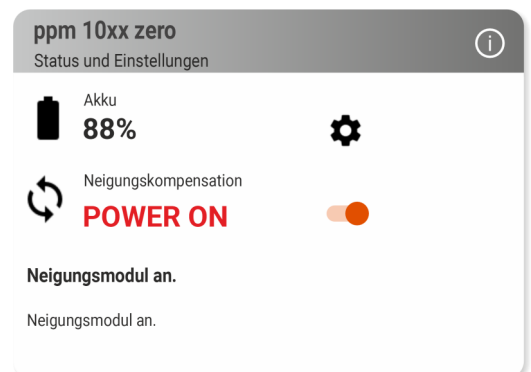 ppm 10xx zero
Status und Einstellungen
Akku
88%
Neigungskompensation
POWER ON
Neigungsmodul an.
Neigungsmodul an.